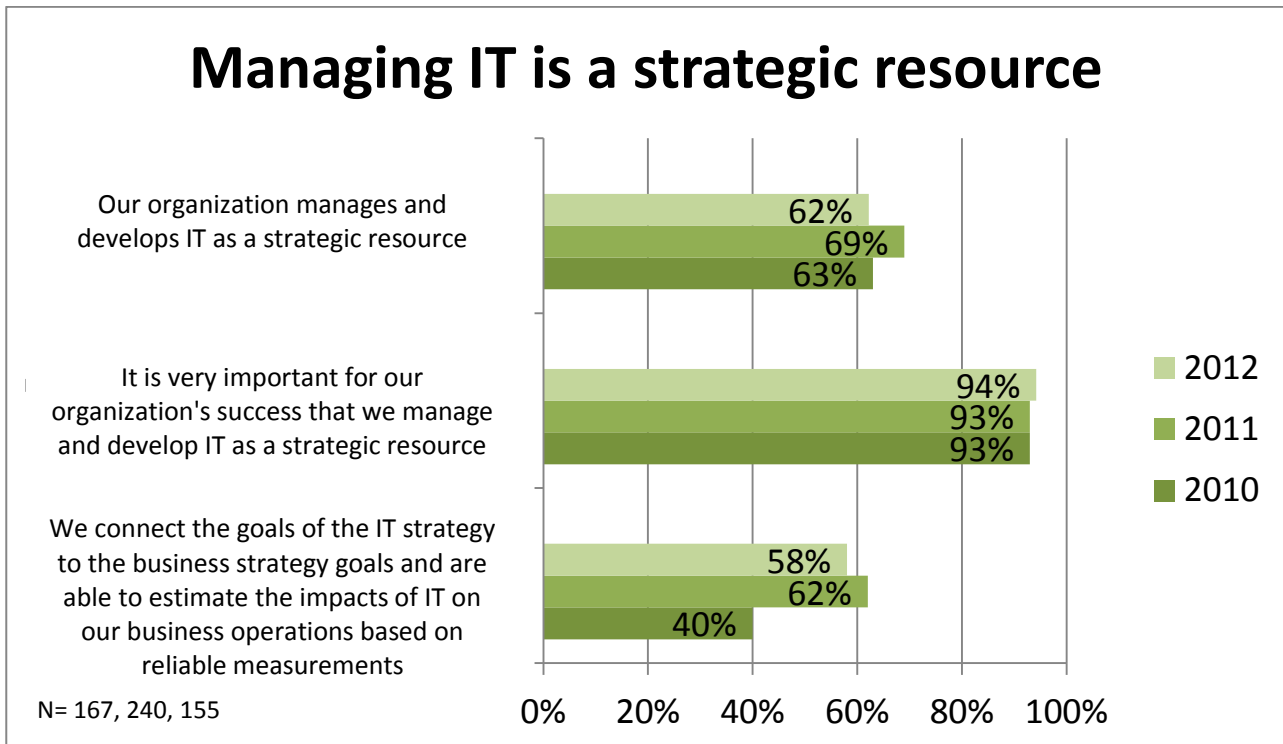 Managing IT is a strategic resource
Our organization manages and
develops IT as a strategic resource
62%
69%
63%
It is very important for our
organization's success that we manage
and develop IT as a strategic resource
94%
93%
93%
2012
2011
2010
We connect the goals of the IT strategy
to the business strategy goals and are
able to estimate the impacts of IT on
our business operations based on
reliable measurements
58%
62%
40%
N= 167, 240, 155
0% 20% 40% 60% 80% 100%